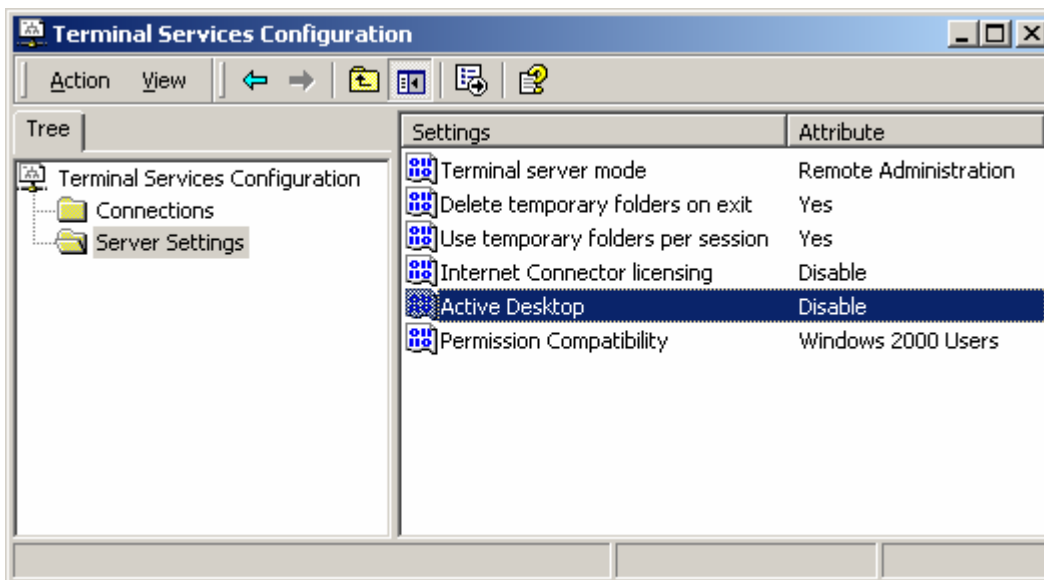 Terminal Services Configuration
Action View
Tree
Terminal Services Configuration
Connections
Server Settings
Settings Attribute
Terminal server mode Remote Administration
Delete temporary folders on exit Yes
Use temporary folders per session Yes
Internet Connector licensing Disable
Active Desktop Disable
Permission Compatibility Windows 2000 Users